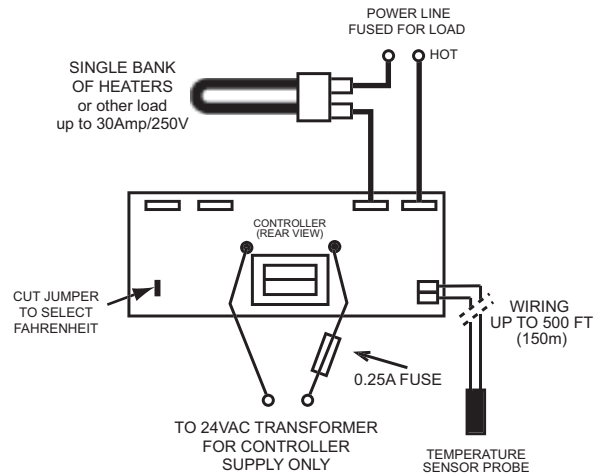 POWER LINE
FUSED FOR LOAD
HOT
SINGLE BANK
OF HEATERS
or other load
up to 30Amp/250V
CONTROLLER
(REAR VIEW)
CUT JUMPER
TO SELECT
FAHRENHEIT
WIRING
UP TO 500 FT
(150m)
0.25A FUSE
TO 24VAC TRANSFORMER
FOR CONTROLLER
SUPPLY ONLY
TEMPERATURE
SENSOR PROBE